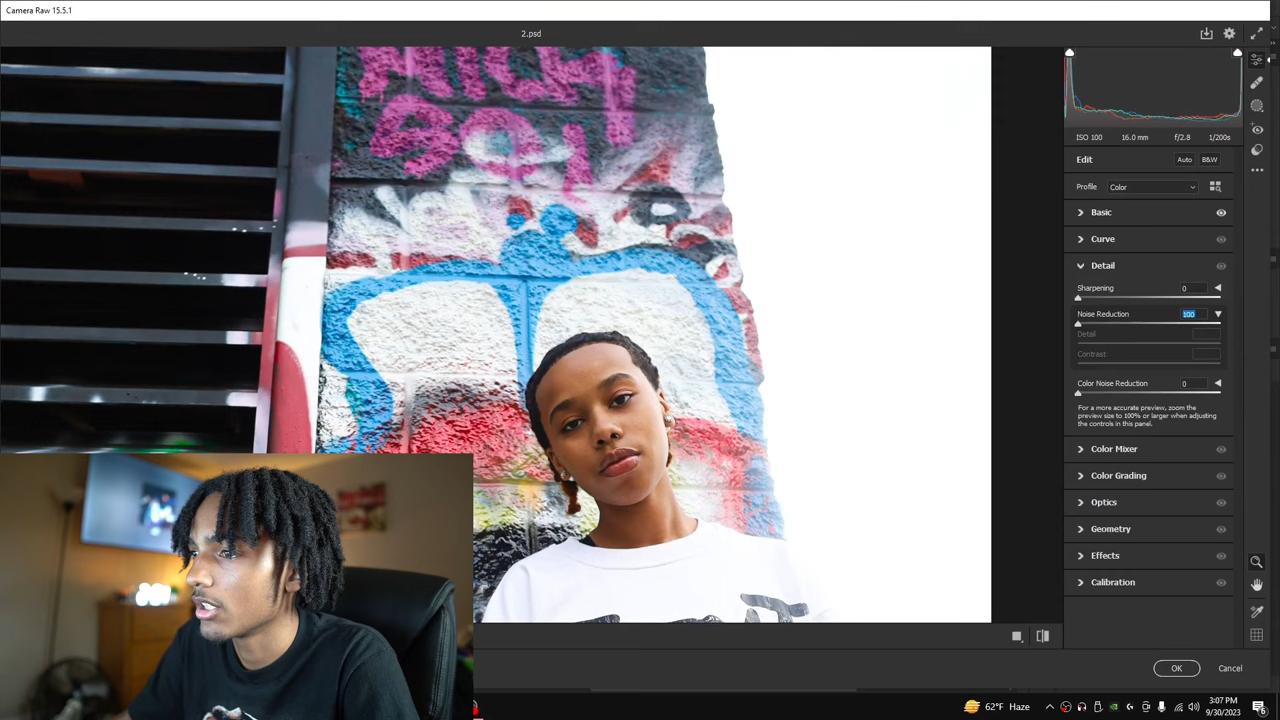 Camera Raw 15.5.1
2.psd
ISO 100 16.0 mm f/2.8 1/200s
Edit Auto B&W
Profile Color
Basic
Curve
Detail
Sharpening 0
Noise Reduction 100
Detail
Contrast
Color Noise Reduction 0
For a more accurate preview, zoom the
preview size to 100% or larger when adjusting
the controls in this panel.
Color Mixer
Color Grading
Optics
Geometry
Effects
Calibration
OK Cancel
62°F Haze
3:07 PM
9/30/2023